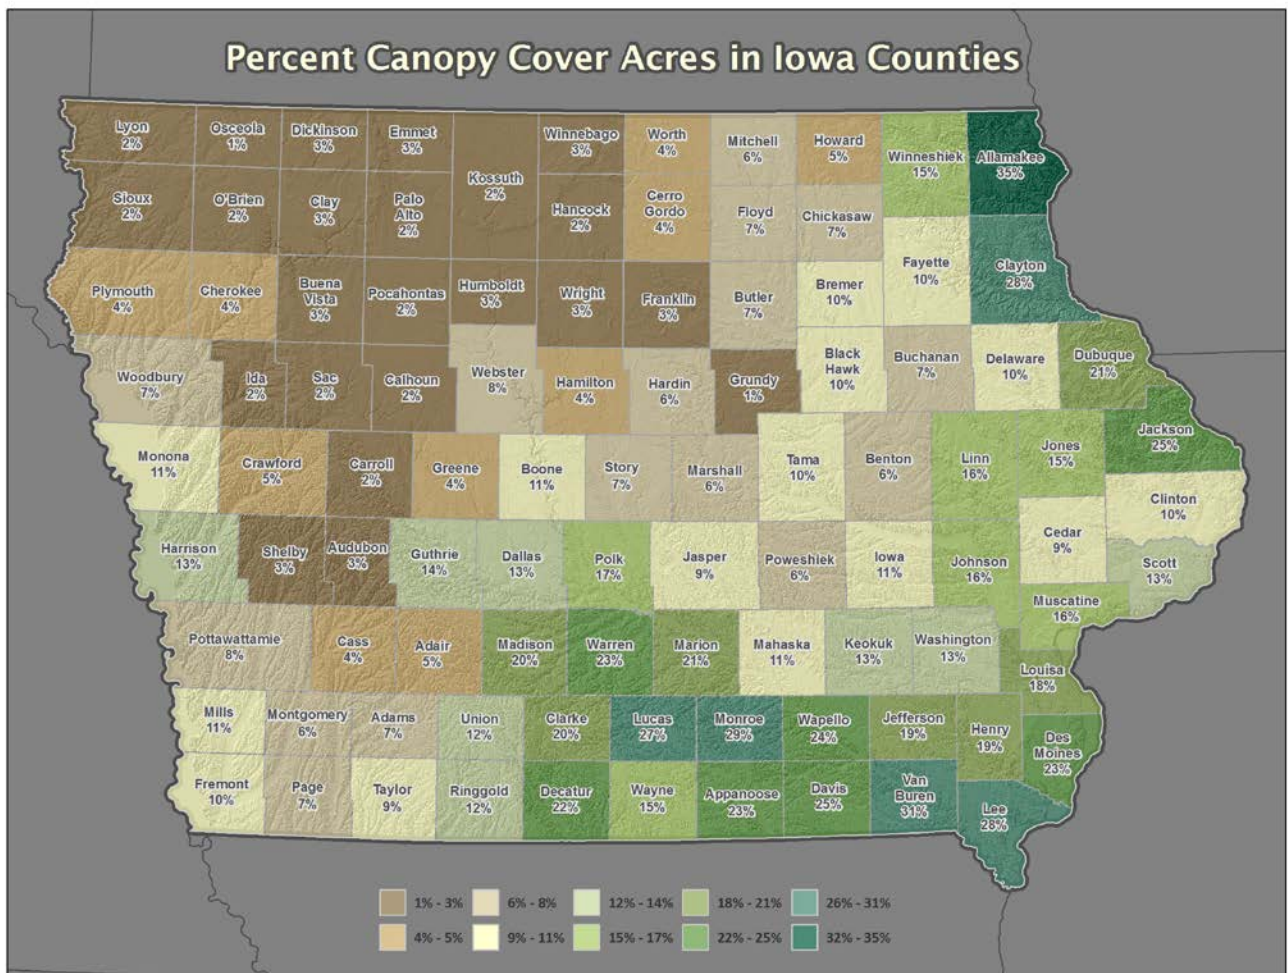 Percent Canopy Cover Acres in Iowa Counties
Lyon
2%
Osceola
1%
Dickinson
3%
Emmet
3%
Kossuth
2%
Winnebago
3%
Worth
4%
Mitchell
6%
Howard
5%
Winneshiek
15%
Allamakee
35%
Sioux
2%
O'Brien
2%
Clay
3%
Palo
Alto
2%
Hancock
2%
Cerro
Gordo
4%
Floyd
7%
Chickasaw
7%
Fayette
10%
Clayton
28%
Plymouth
4%
Cherokee
4%
Buena
Vista
3%
Pocahontas
2%
Humboldt
3%
Wright
3%
Franklin
3%
Butler
7%
Bremer
10%
Woodbury
7%
Ida
2%
Sac
2%
Calhoun
2%
Webster
8%
Hamilton
4%
Hardin
6%
Grundy
1%
Black
Hawk
10%
Buchanan
7%
Delaware
10%
Dubuque
21%
Monona
11%
Crawford
5%
Carroll
2%
Greene
4%
Boone
11%
Story
7%
Marshall
6%
Tama
10%
Benton
6%
Linn
16%
Jones
15%
Jackson
25%
Clinton
10%
Harrison
13%
Shelby
3%
Audubon
3%
Guthrie
14%
Dallas
13%
Polk
17%
Jasper
9%
Poweshiek
6%
Iowa
11%
Johnson
16%
Cedar
9%
Scott
13%
Muscatine
16%
Pottawattamie
8%
Cass
4%
Adair
5%
Madison
20%
Warren
23%
Marion
21%
Mahaska
11%
Keokuk
13%
Washington
13%
Louisa
18%
Mills
11%
Montgomery
6%
Adams
7%
Union
12%
Clarke
20%
Lucas
27%
Monroe
29%
Wapello
24%
Jefferson
19%
Henry
19%
Des
Moines
23%
Fremont
10%
Page
7%
Taylor
9%
Ringgold
12%
Decatur
22%
Wayne
15%
Appanoose
23%
Davis
25%
Van
Buren
31%
Lee
28%
1% - 3%
6% - 8%
12% - 14%
18% - 21%
26% - 31%
4% - 5%
9% - 11%
15% - 17%
22% - 25%
32% - 35%